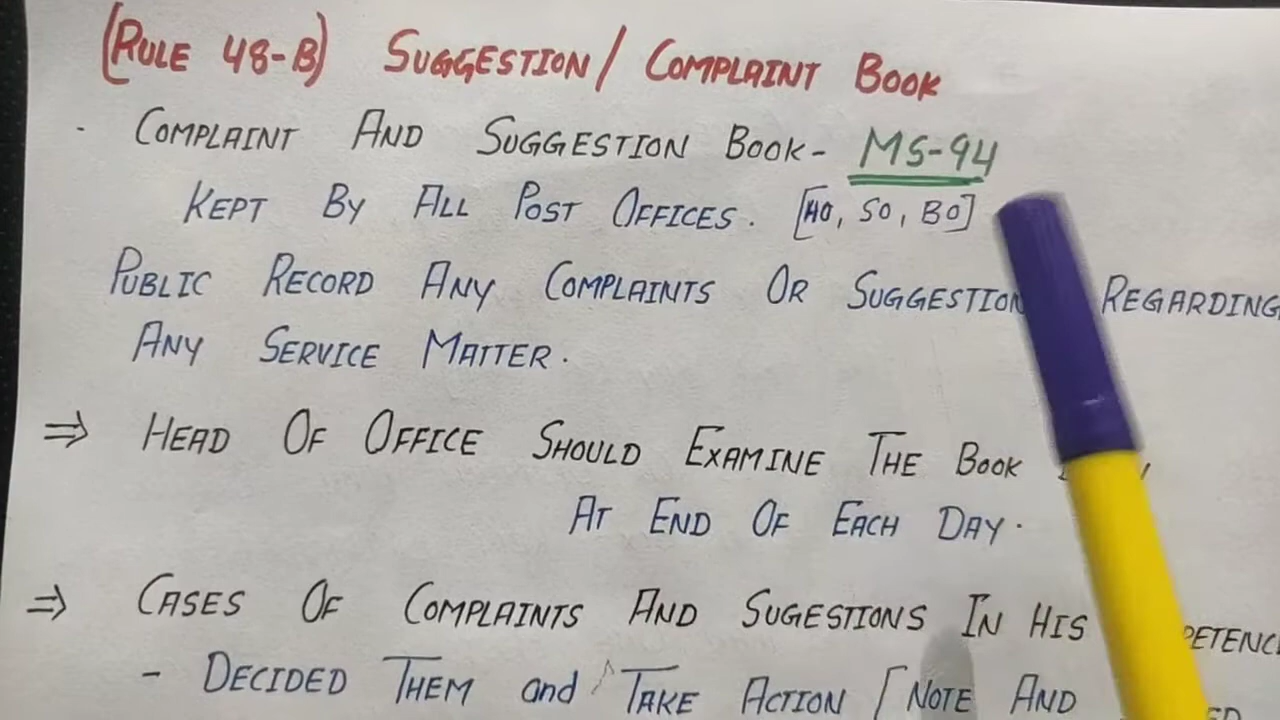 (RULE 48-B) SUGGESTION/ COMPLAINT BOOK
- COMPLAINT AND SUGGESTION BOOK- MS-94
KEPT BY ALL POST OFFICES. [HO, SO, BO]
PUBLIC RECORD ANY COMPLAINTS OR SUGGESTION REGARDING
ANY SERVICE MATTER.
⇒ HEAD OF OFFICE SHOULD EXAMINE THE BOOK
AT END OF EACH DAY.
⇒ CASES OF COMPLAINTS AND SUGESTIONS IN HIS
- DECIDED THEM and TAKE ACTION [NOTE AND